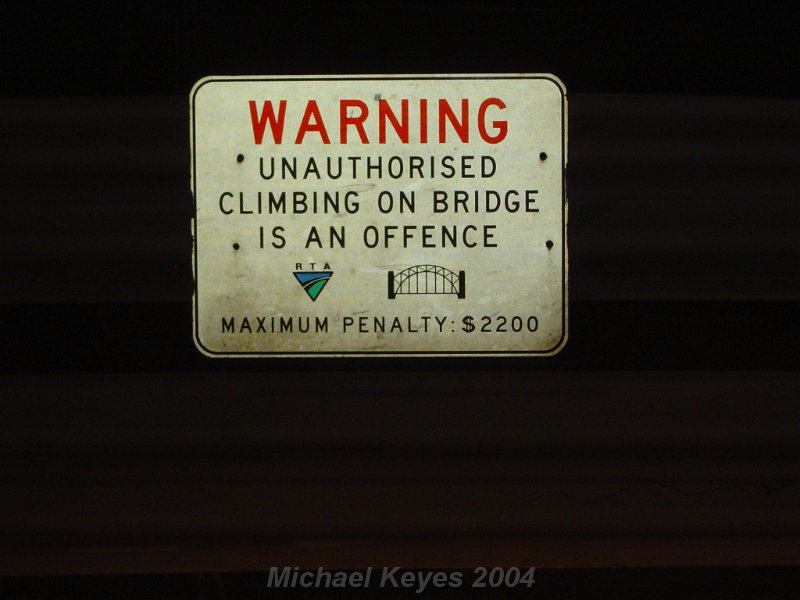 WARNING
UNAUTHORISED
CLIMBING ON BRIDGE
IS AN OFFENCE
RTA
MAXIMUM PENALTY: $2200
Michael Keyes 2004